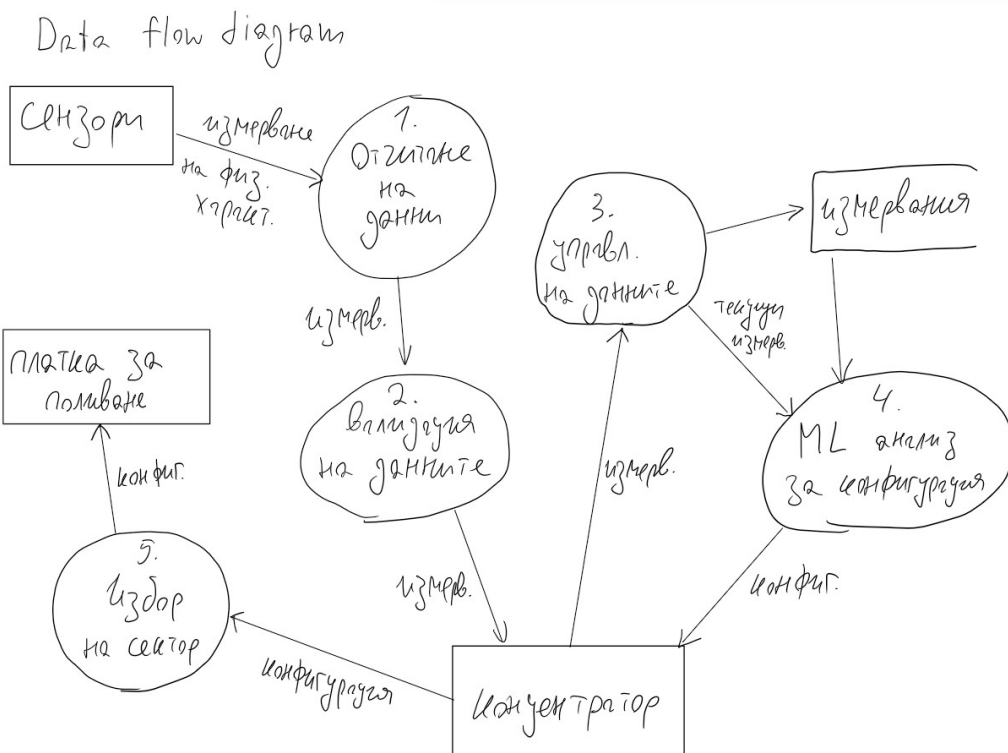 Data flow diagram
сензори
измерване
на физ.
характ.
1.
Отчитане
на
данни
3.
управл.
на данните
измервания
текущи
измерв.
измерв.
платка за
поливане
2.
валидация
на данните
4.
ML анализ
за конфигурация
конфиг.
измерв.
5.
Избор
на сектор
измерв.
конфиг.
конфигурация
концентратор